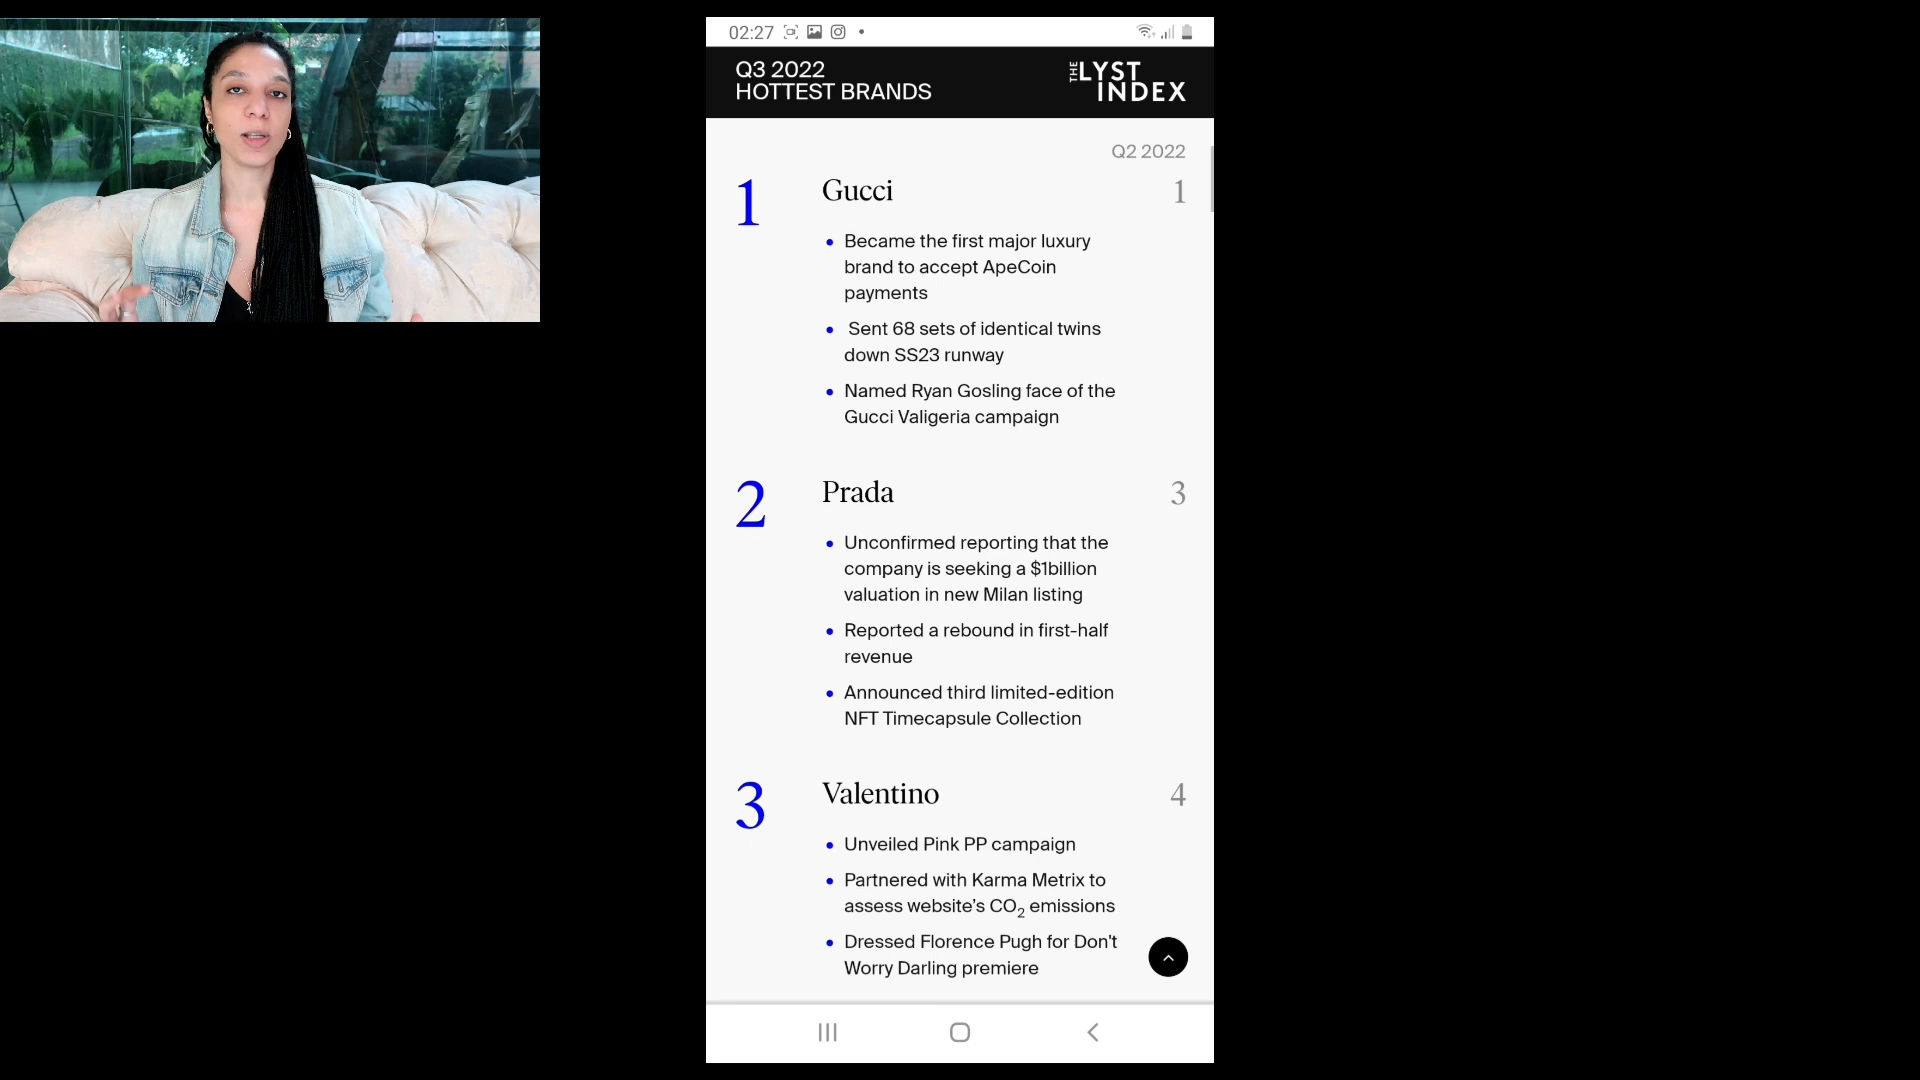 02:27
Q3 2022
HOTTEST BRANDS
THE LYST
INDEX
Q2 2022
1
Gucci
1
• Became the first major luxury
brand to accept ApeCoin
payments
• Sent 68 sets of identical twins
down SS23 runway
• Named Ryan Gosling face of the
Gucci Valigeria campaign
2
Prada
3
• Unconfirmed reporting that the
company is seeking a $1billion
valuation in new Milan listing
• Reported a rebound in first-half
revenue
• Announced third limited-edition
NFT Timecapsule Collection
3
Valentino
4
• Unveiled Pink PP campaign
• Partnered with Karma Metrix to
assess website’s CO₂ emissions
• Dressed Florence Pugh for Don't
Worry Darling premiere